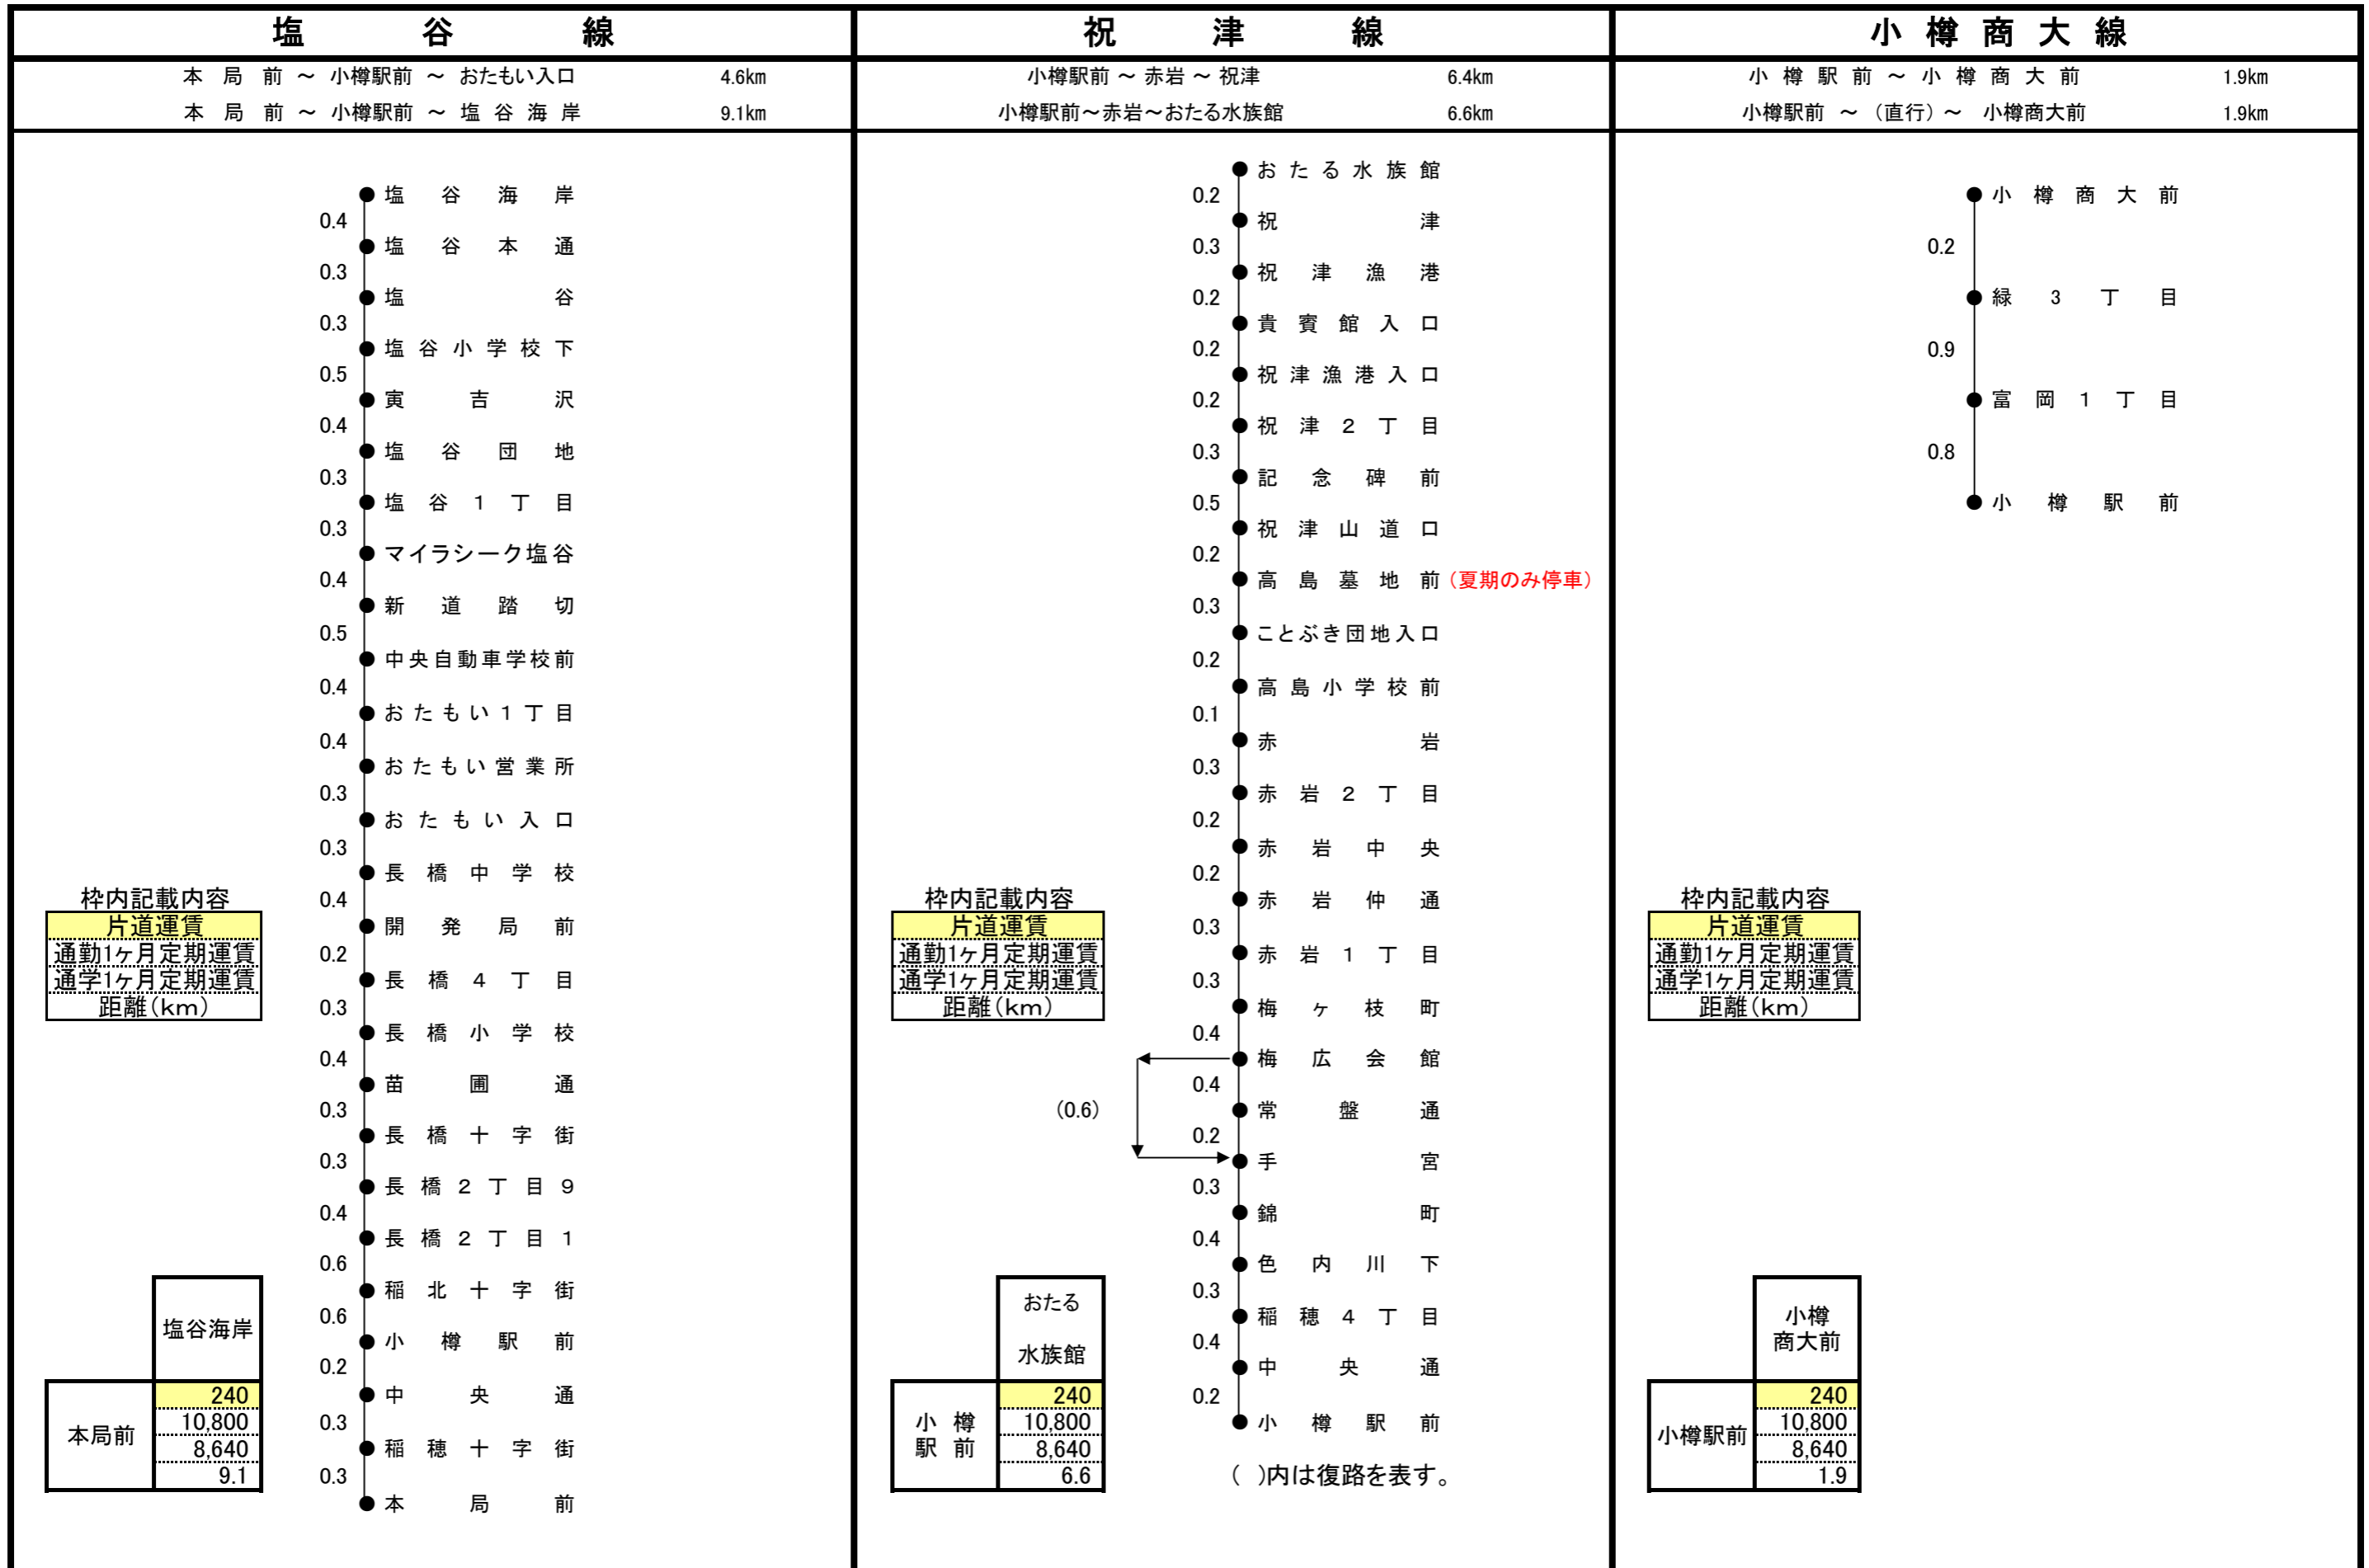 塩谷線
本局前 ～ 小樽駅前 ～ おたもい入口 4.6km
本局前 ～ 小樽駅前 ～ 塩谷海岸 9.1km
塩谷海岸
0.4
塩谷本通
0.3
塩谷
0.3
塩谷小学校下
0.5
寅吉沢
0.4
塩谷団地
0.3
塩谷1丁目
0.3
マイラシーク塩谷
0.4
新道踏切
0.5
中央自動車学校前
0.4
おたもい1丁目
0.4
おたもい営業所
0.3
おたもい入口
0.3
長橋中学校
0.4
開発局前
0.2
長橋4丁目
0.3
長橋小学校
0.4
苗圃通
0.3
長橋十字街
0.3
長橋2丁目9
0.4
長橋2丁目1
0.6
稲北十字街
0.6
小樽駅前
0.2
中央通
0.3
稲穂十字街
0.3
本局前
枠内記載内容
片道運賃
通勤1ヶ月定期運賃
通学1ヶ月定期運賃
距離(km)
塩谷海岸
本局前
240
10,800
8,640
9.1
祝津線
小樽駅前 ～ 赤岩 ～ 祝津 6.4km
小樽駅前～赤岩～おたる水族館 6.6km
おたる水族館
0.2
祝津
0.3
祝津漁港
0.2
貴賓館入口
0.2
祝津漁港入口
0.2
祝津2丁目
0.3
記念碑前
0.5
祝津山道口
0.2
高島墓地前(夏期のみ停車)
0.3
ことぶき団地入口
0.2
高島小学校前
0.1
赤岩
0.3
赤岩2丁目
0.2
赤岩中央
0.2
赤岩仲通
0.3
赤岩1丁目
0.3
梅ヶ枝町
0.4
梅広会館
0.4
(0.6)
常盤通
0.2
手宮
0.3
錦町
0.4
色内川下
0.3
稲穂4丁目
0.4
中央通
0.2
小樽駅前
( )内は復路を表す。
枠内記載内容
片道運賃
通勤1ヶ月定期運賃
通学1ヶ月定期運賃
距離(km)
おたる
水族館
小樽
駅前
240
10,800
8,640
6.6
小樽商大線
小樽駅前 ～ 小樽商大前 1.9km
小樽駅前 ～ (直行) ～ 小樽商大前 1.9km
小樽商大前
0.2
緑3丁目
0.9
富岡1丁目
0.8
小樽駅前
枠内記載内容
片道運賃
通勤1ヶ月定期運賃
通学1ヶ月定期運賃
距離(km)
小樽
商大前
小樽駅前
240
10,800
8,640
1.9